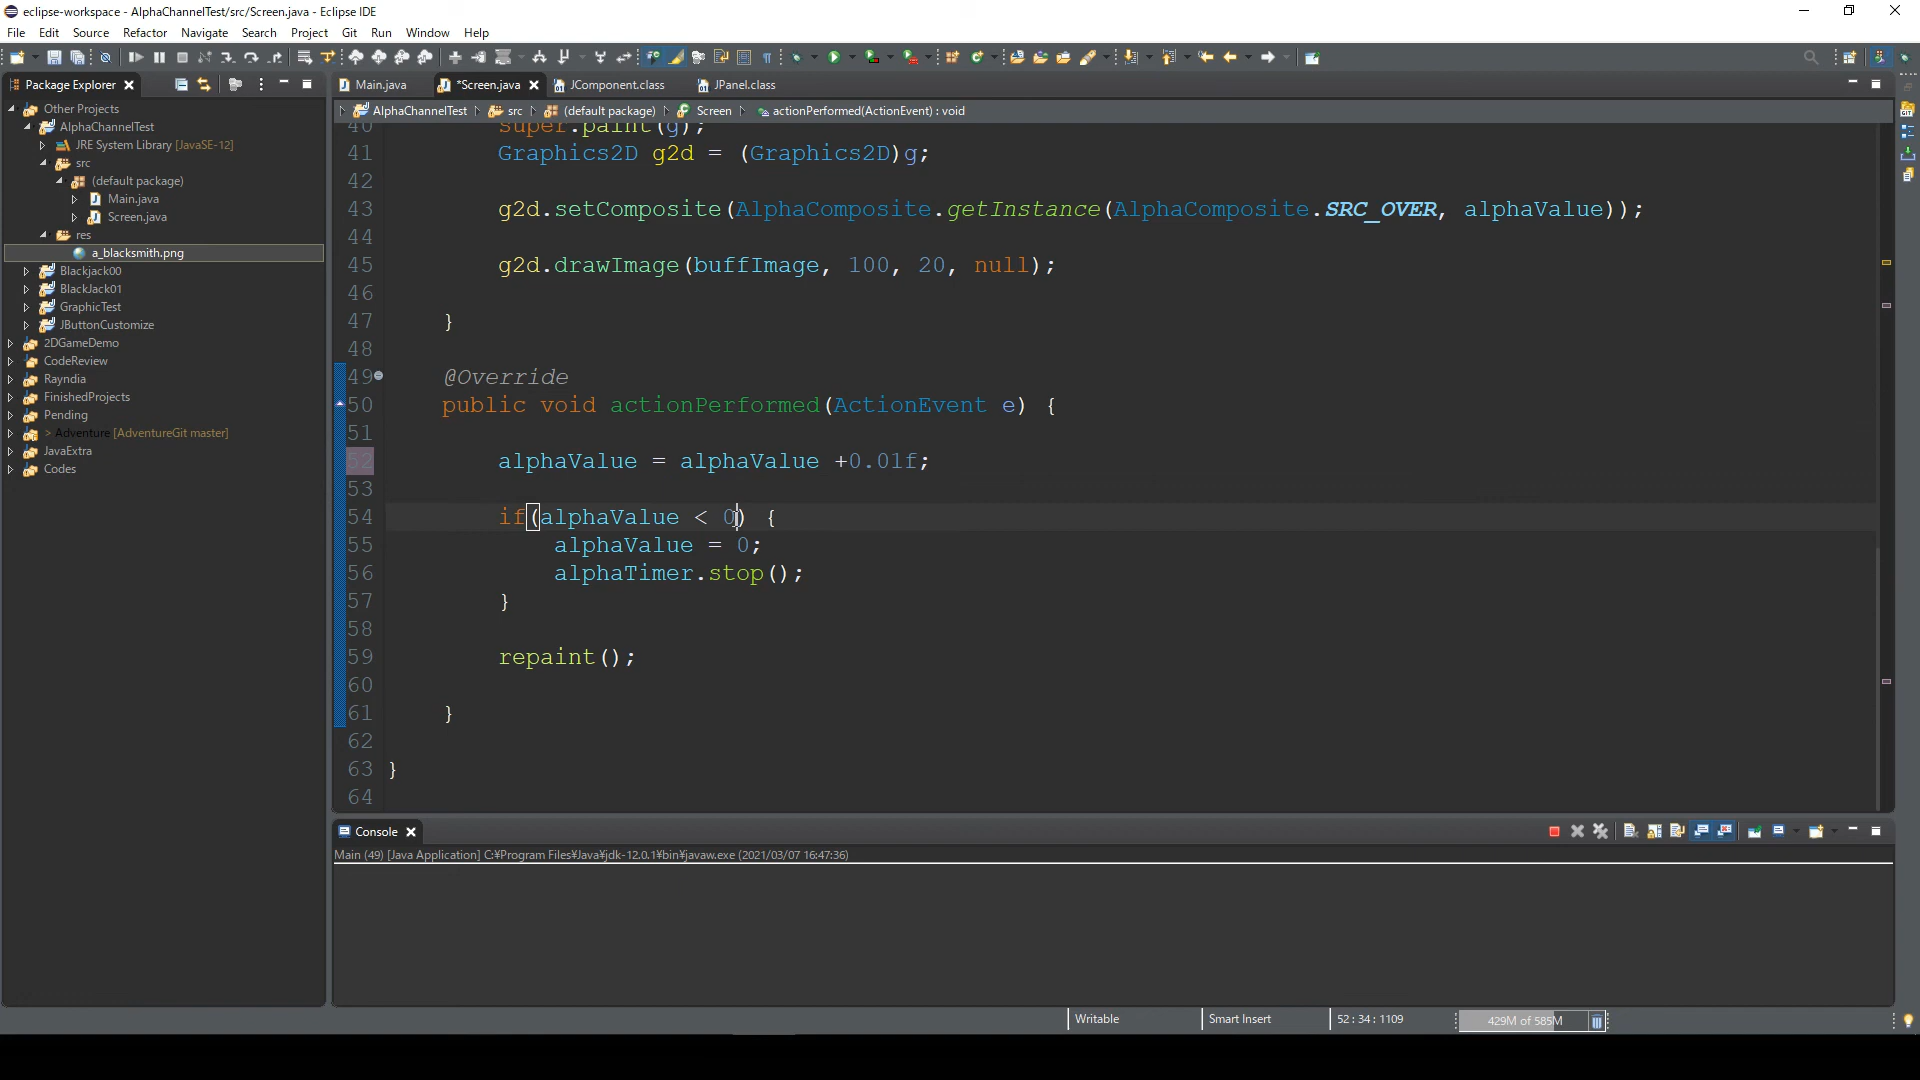 eclipse-workspace - AlphaChannelTest/src/Screen.java - Eclipse IDE
File Edit Source Refactor Navigate Search Project Git Run Window Help
Package Explorer
Main.java *Screen.java JComponent.class JPanel.class
AlphaChannelTest src (default package) Screen actionPerformed(ActionEvent) : void
Other Projects
AlphaChannelTest
JRE System Library [JavaSE-12]
src
(default package)
Main.java
Screen.java
res
a_blacksmith.png
Blackjack00
BlackJack01
GraphicTest
JButtonCustomize
2DGameDemo
CodeReview
Rayndia
FinishedProjects
Pending
> Adventure [AdventureGit master]
JavaExtra
Codes
40 super.paint(g);
41 Graphics2D g2d = (Graphics2D)g;
42
43 g2d.setComposite(AlphaComposite.getInstance(AlphaComposite.SRC_OVER, alphaValue));
44
45 g2d.drawImage(buffImage, 100, 20, null);
46
47 }
48
49 @Override
50 public void actionPerformed(ActionEvent e) {
51
52 alphaValue = alphaValue +0.01f;
53
54 if(alphaValue < 0) {
55 alphaValue = 0;
56 alphaTimer.stop();
57 }
58
59 repaint();
60
61 }
62
63 }
64
Console
Main (49) [Java Application] C:¥Program Files¥Java¥jdk-12.0.1¥bin¥javaw.exe (2021/03/07 16:47:36)
Writable Smart Insert 52 : 34 : 1109 429M of 585M